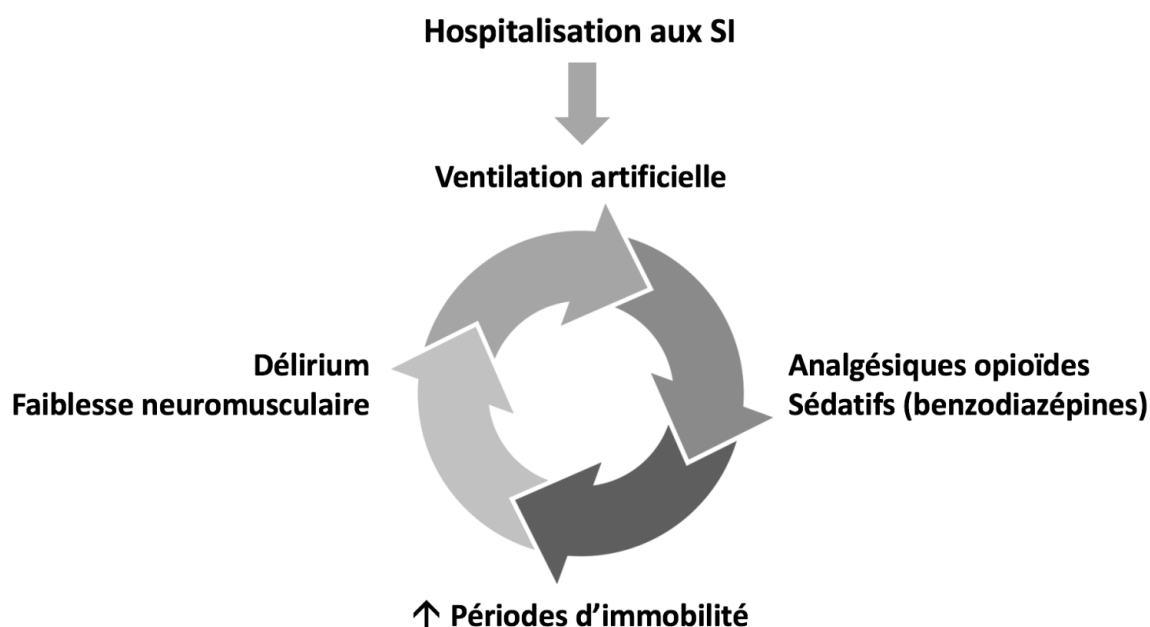 Hospitalisation aux SI
Ventilation artificielle
Délirium
Faiblesse neuromusculaire
Analgésiques opioïdes
Sédatifs (benzodiazépines)
↑ Périodes d’immobilité